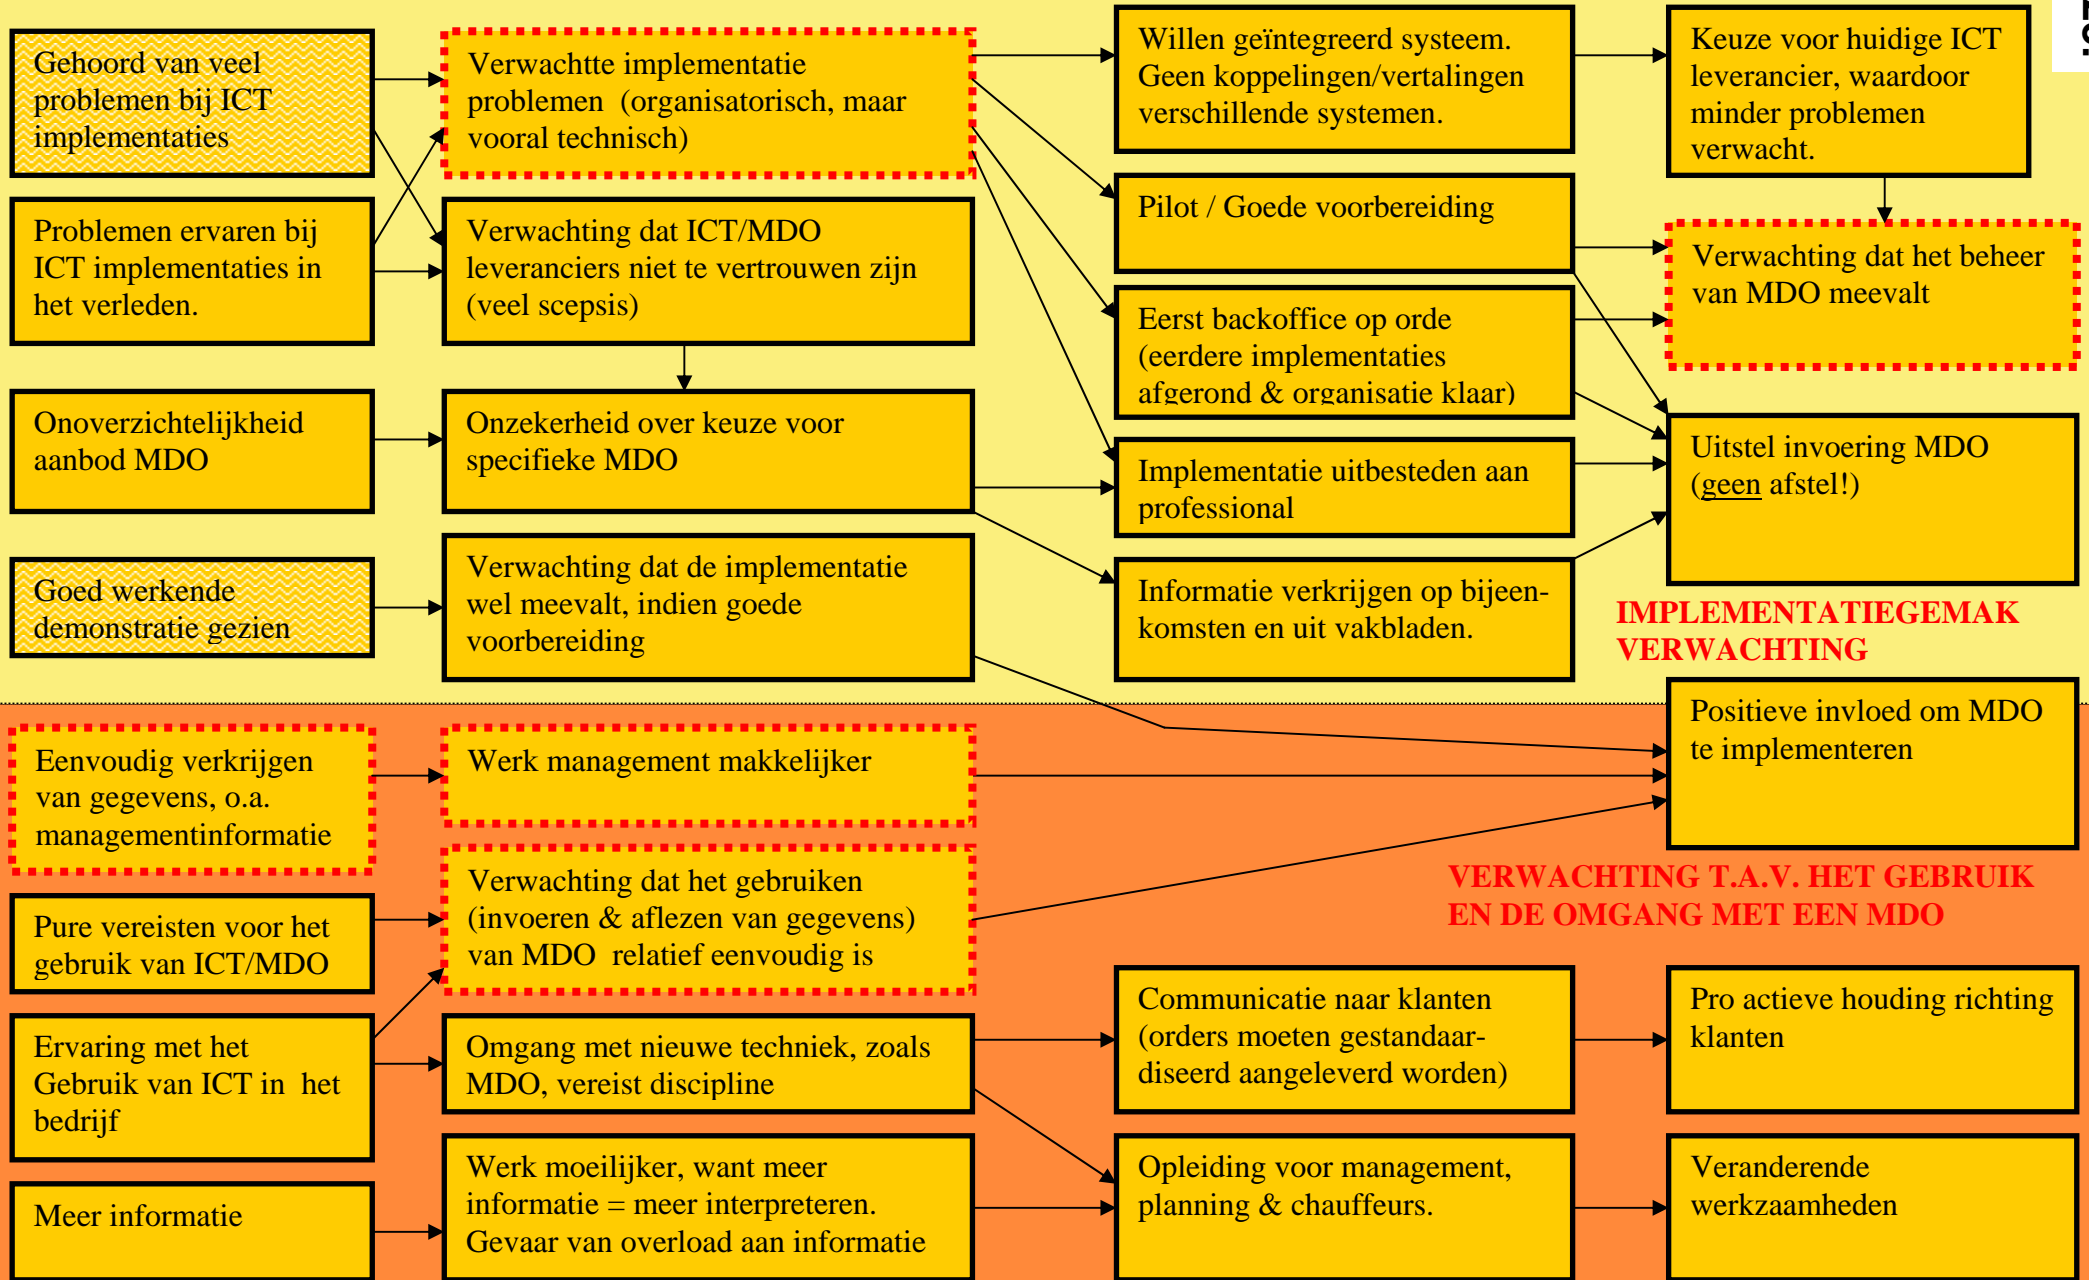 Gehoord van veel
problemen bij ICT
implementaties
Verwachtte implementatie
problemen (organisatorisch, maar
vooral technisch)
Willen geïntegreerd systeem.
Geen koppelingen/vertalingen
verschillende systemen.
Keuze voor huidige ICT
leverancier, waardoor
minder problemen
verwacht.
Problemen ervaren bij
ICT implementaties in
het verleden.
Verwachting dat ICT/MDO
leveranciers niet te vertrouwen zijn
(veel scepsis)
Pilot / Goede voorbereiding
Verwachting dat het beheer
van MDO meevalt
Eerst backoffice op orde
(eerdere implementaties
afgerond & organisatie klaar)
Onoverzichtelijkheid
aanbod MDO
Onzekerheid over keuze voor
specifieke MDO
Implementatie uitbesteden aan
professional
Uitstel invoering MDO
(geen afstel!)
Goed werkende
demonstratie gezien
Verwachting dat de implementatie
wel meevalt, indien goede
voorbereiding
Informatie verkrijgen op bijeen-
komsten en uit vakbladen.
IMPLEMENTATIEGEMAK
VERWACHTING
Positieve invloed om MDO
te implementeren
Eenvoudig verkrijgen
van gegevens, o.a.
managementinformatie
Werk management makkelijker
Pure vereisten voor het
gebruik van ICT/MDO
Verwachting dat het gebruiken
(invoeren & aflezen van gegevens)
van MDO relatief eenvoudig is
VERWACHTING T.A.V. HET GEBRUIK
EN DE OMGANG MET EEN MDO
Ervaring met het
Gebruik van ICT in het
bedrijf
Omgang met nieuwe techniek, zoals
MDO, vereist discipline
Communicatie naar klanten
(orders moeten gestandaar-
diseerd aangeleverd worden)
Pro actieve houding richting
klanten
Meer informatie
Werk moeilijker, want meer
informatie = meer interpreteren.
Gevaar van overload aan informatie
Opleiding voor management,
planning & chauffeurs.
Veranderende
werkzaamheden